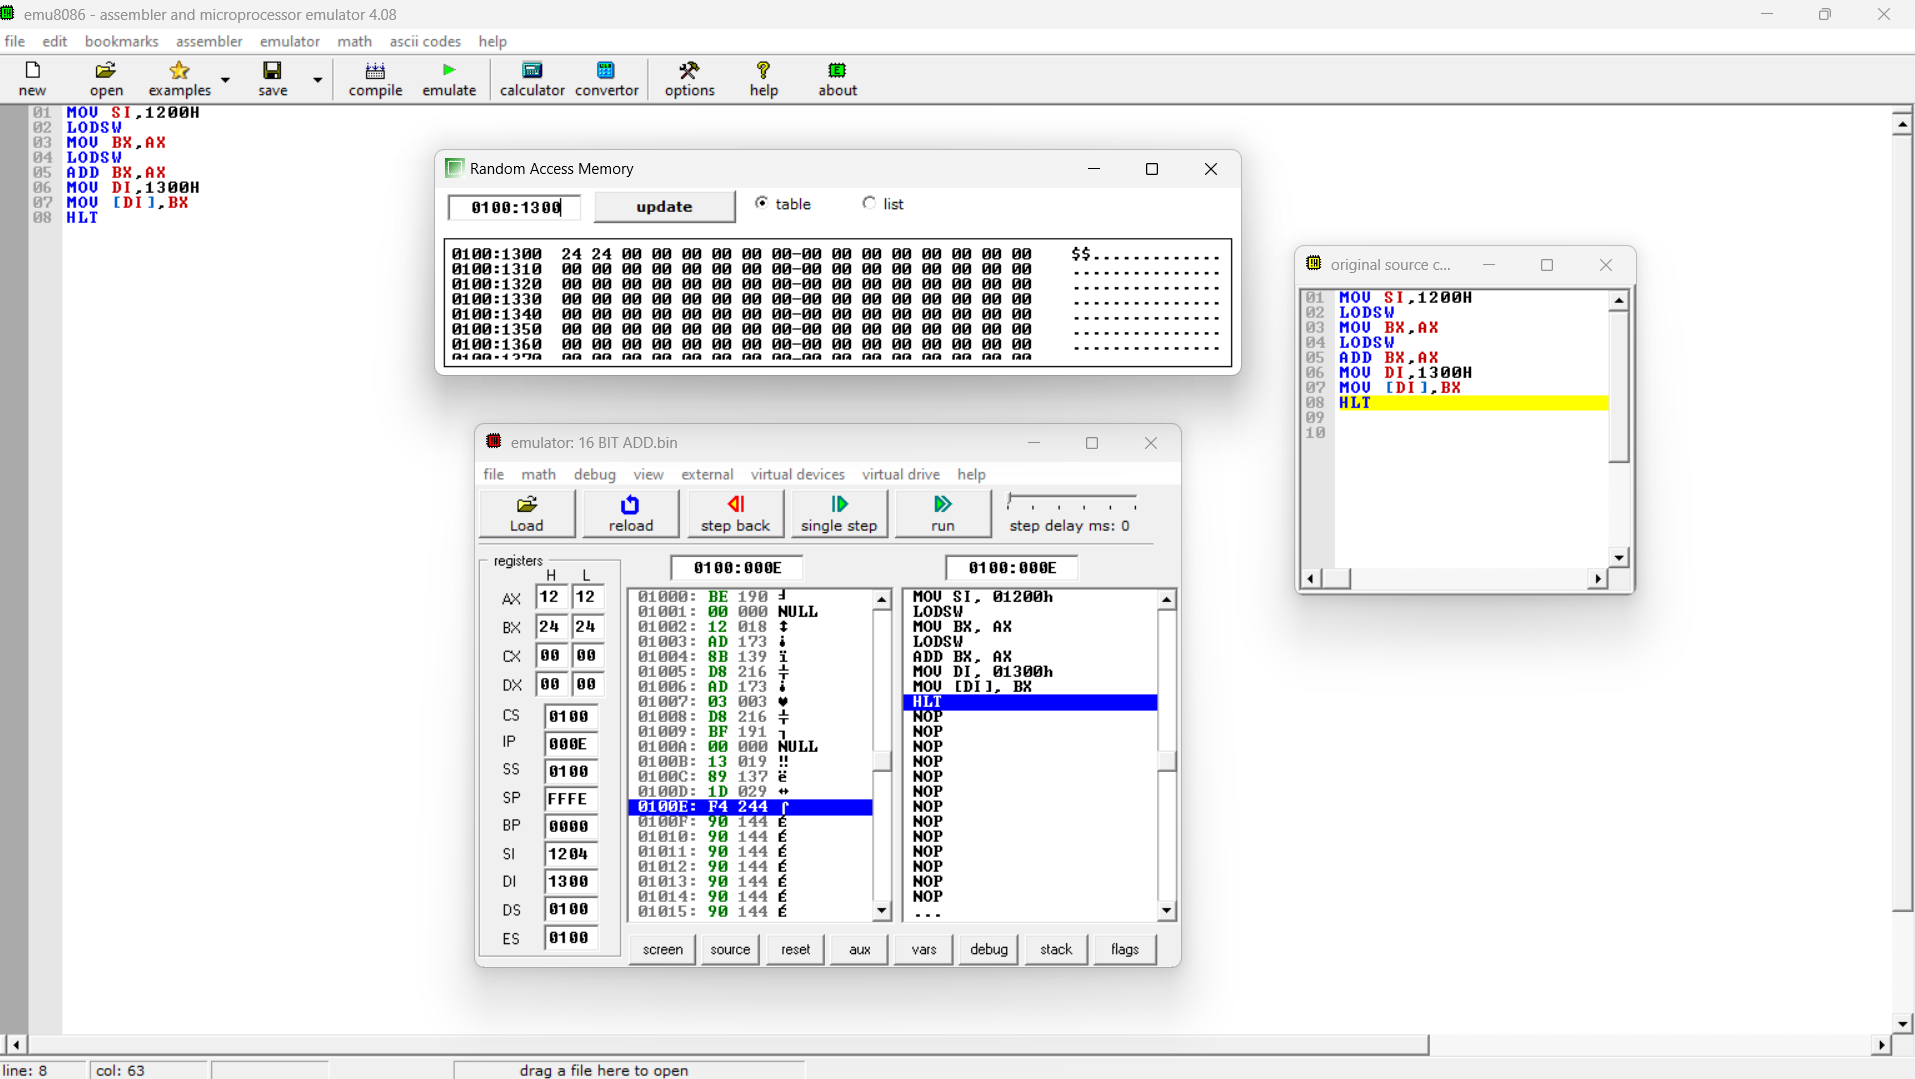 emu8086 - assembler and microprocessor emulator 4.08
file edit bookmarks assembler emulator math ascii codes help
new open examples save compile emulate calculator convertor options help about
01 MOV SI,1200H
02 LODSW
03 MOV BX,AX
04 LODSW
05 ADD BX,AX
06 MOV DI,1300H
07 MOV [DI],BX
08 HLT
Random Access Memory
0100:1300 update table list
0100:1300 24 24 00 00 00 00 00 00-00 00 00 00 00 00 00 00 $$..............
0100:1310 00 00 00 00 00 00 00 00-00 00 00 00 00 00 00 00 ................
0100:1320 00 00 00 00 00 00 00 00-00 00 00 00 00 00 00 00 ................
0100:1330 00 00 00 00 00 00 00 00-00 00 00 00 00 00 00 00 ................
0100:1340 00 00 00 00 00 00 00 00-00 00 00 00 00 00 00 00 ................
0100:1350 00 00 00 00 00 00 00 00-00 00 00 00 00 00 00 00 ................
0100:1360 00 00 00 00 00 00 00 00-00 00 00 00 00 00 00 00 ................
0100:1370 00 00 00 00 00 00 00 00-00 00 00 00 00 00 00 00
original source c...
01 MOV SI,1200H
02 LODSW
03 MOV BX,AX
04 LODSW
05 ADD BX,AX
06 MOV DI,1300H
07 MOV [DI],BX
08 HLT
09
10
emulator: 16 BIT ADD.bin
file math debug view external virtual devices virtual drive help
Load reload step back single step run step delay ms: 0
registers
H L
AX 12 12
BX 24 24
CX 00 00
DX 00 00
CS 0100
IP 000E
SS 0100
SP FFFE
BP 0000
SI 1204
DI 1300
DS 0100
ES 0100
0100:000E
01000: BE 190 ╛
01001: 00 000 NULL
01002: 12 018 ↕
01003: AD 173 ¡
01004: 8B 139 ï
01005: D8 216 ╪
01006: AD 173 ¡
01007: 03 003 ♥
01008: D8 216 ╪
01009: BF 191 ┐
0100A: 00 000 NULL
0100B: 13 019 ‼
0100C: 89 137 ë
0100D: 1D 029 ↔
0100E: F4 244 ⌠
0100F: 90 144 É
01010: 90 144 É
01011: 90 144 É
01012: 90 144 É
01013: 90 144 É
01014: 90 144 É
01015: 90 144 É
0100:000E
MOV SI, 01200h
LODSW
MOV BX, AX
LODSW
ADD BX, AX
MOV DI, 01300h
MOV [DI], BX
HLT
NOP
NOP
NOP
NOP
NOP
NOP
NOP
NOP
NOP
NOP
NOP
NOP
NOP
...
screen source reset aux vars debug stack flags
line: 8 col: 63 drag a file here to open